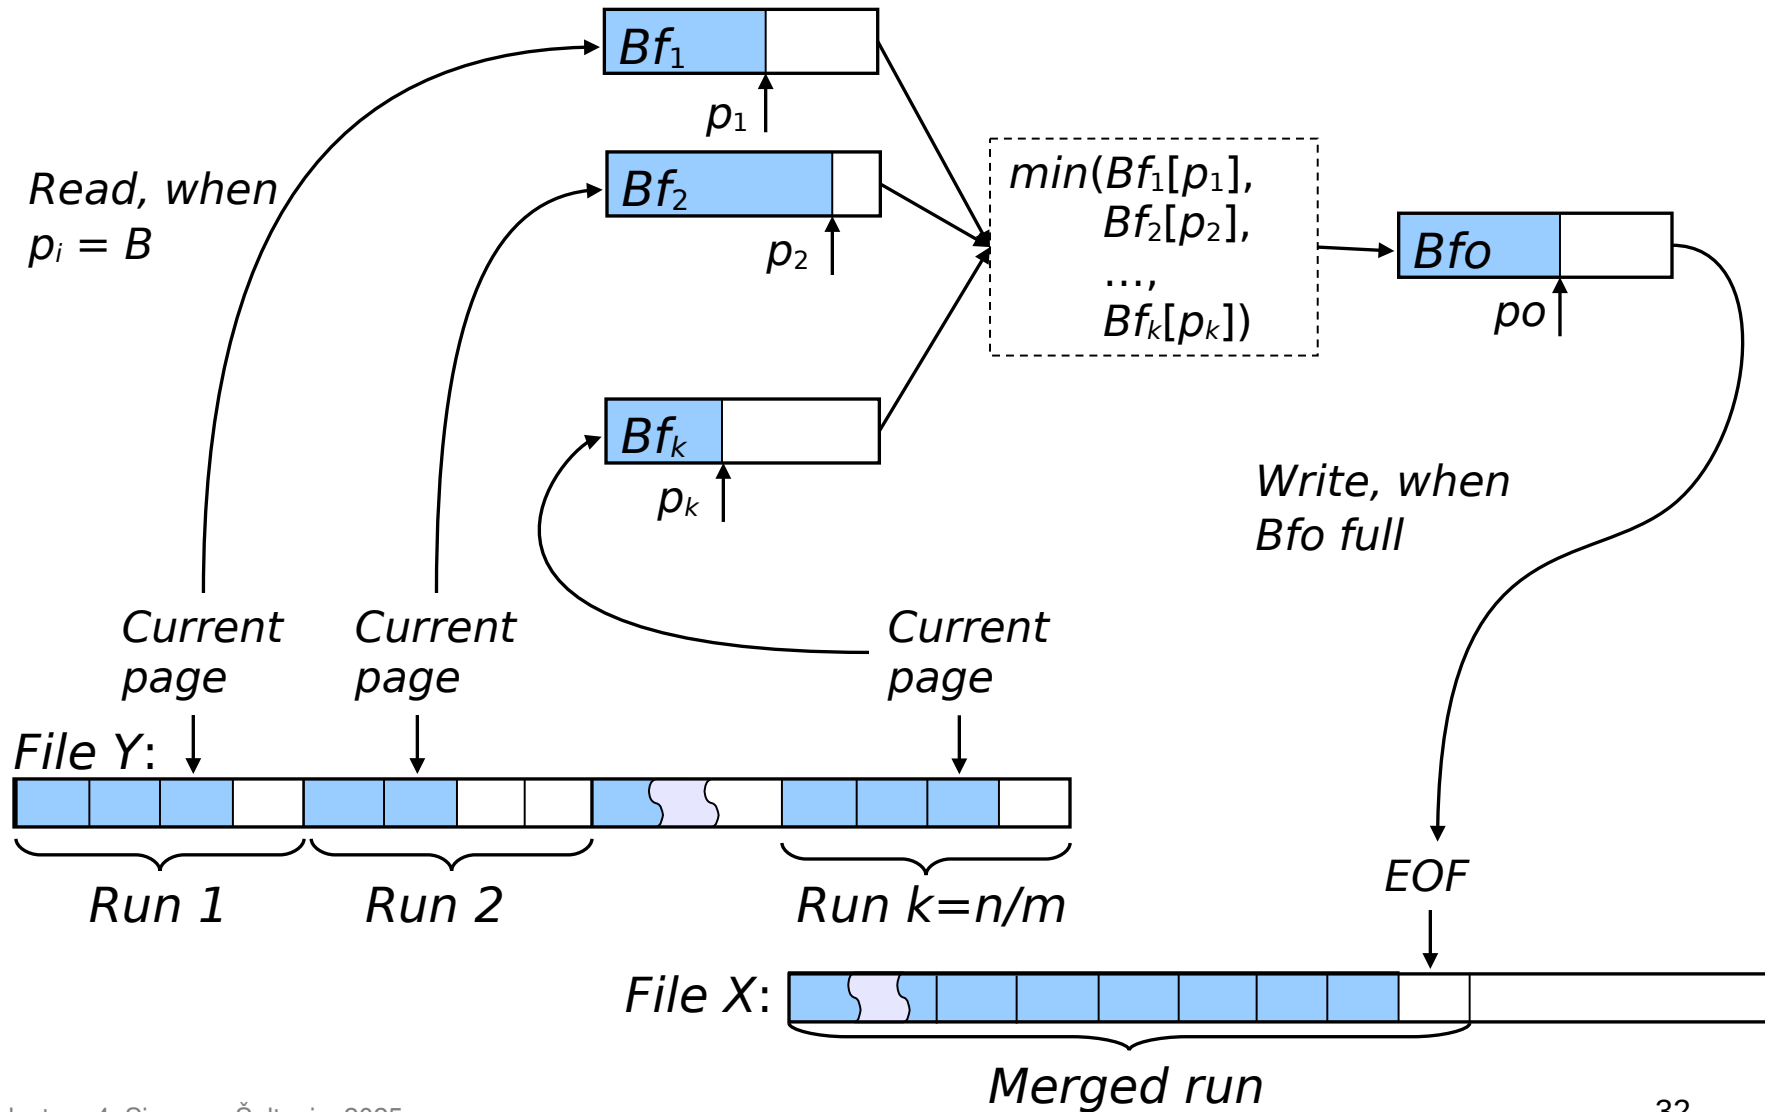 Bf1
p1
Read, when
pi = B
Bf2
p2
min(Bf1[p1],
Bf2[p2],
...,
Bfk[pk])
Bfo
po
Bfk
pk
Write, when
Bfo full
Current
page
Current
page
Current
page
File Y:
Run 1
Run 2
Run k=n/m
EOF
File X:
Merged run
2025
32